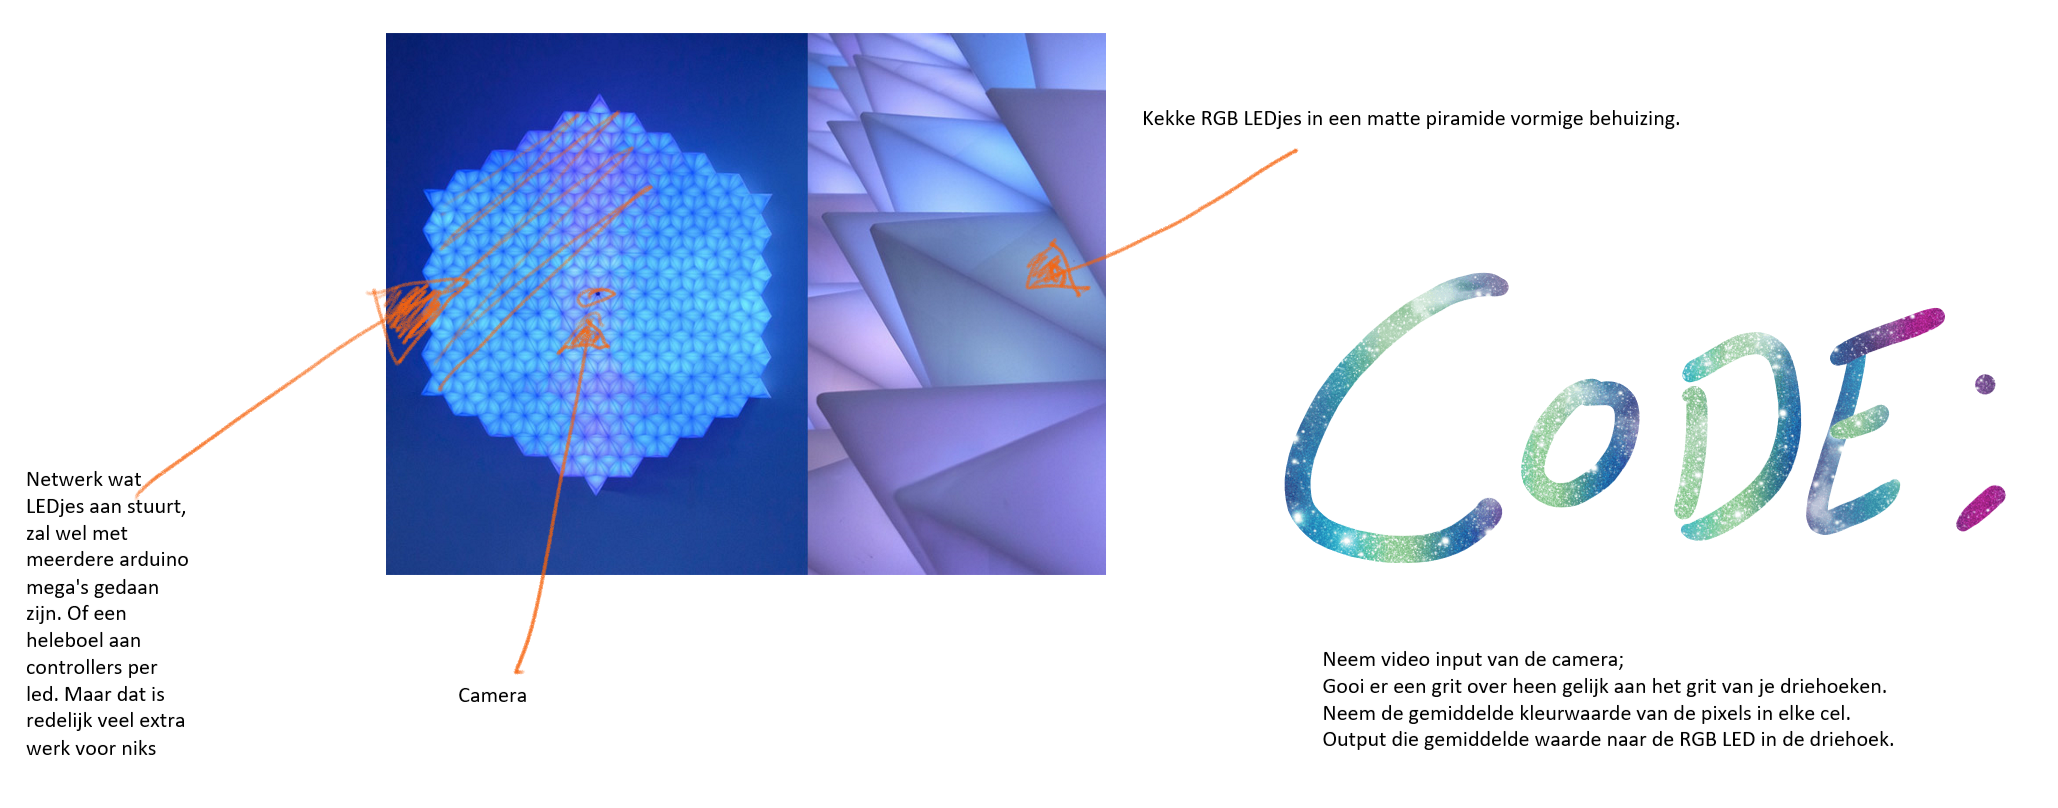 Kekke RGB LEDjes in een matte piramide vormige behuizing.
CODE:
Netwerk wat
LEDjes aan stuurt,
zal wel met
meerdere arduino
mega's gedaan
zijn. Of een
heleboel aan
controllers per
led. Maar dat is
redelijk veel extra
werk voor niks
Camera
Neem video input van de camera;
Gooi er een grit over heen gelijk aan het grit van je driehoeken.
Neem de gemiddelde kleurwaarde van de pixels in elke cel.
Output die gemiddelde waarde naar de RGB LED in de driehoek.